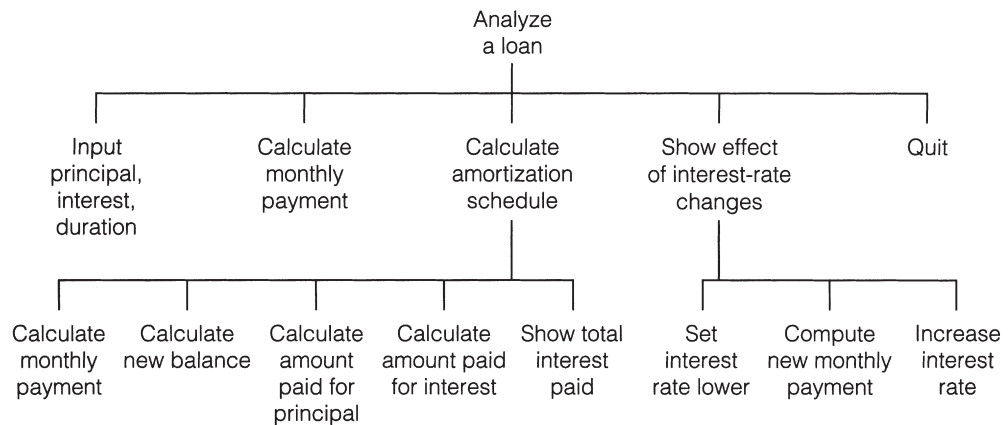 Analyze
a loan
Input
principal,
interest,
duration
Calculate
monthly
payment
Calculate
amortization
schedule
Show effect
of interest-rate
changes
Quit
Calculate
monthly
payment
Calculate
new balance
Calculate
amount
paid for
principal
Calculate
amount paid
for interest
Show total
interest
paid
Set
interest
rate lower
Compute
new monthly
payment
Increase
interest
rate